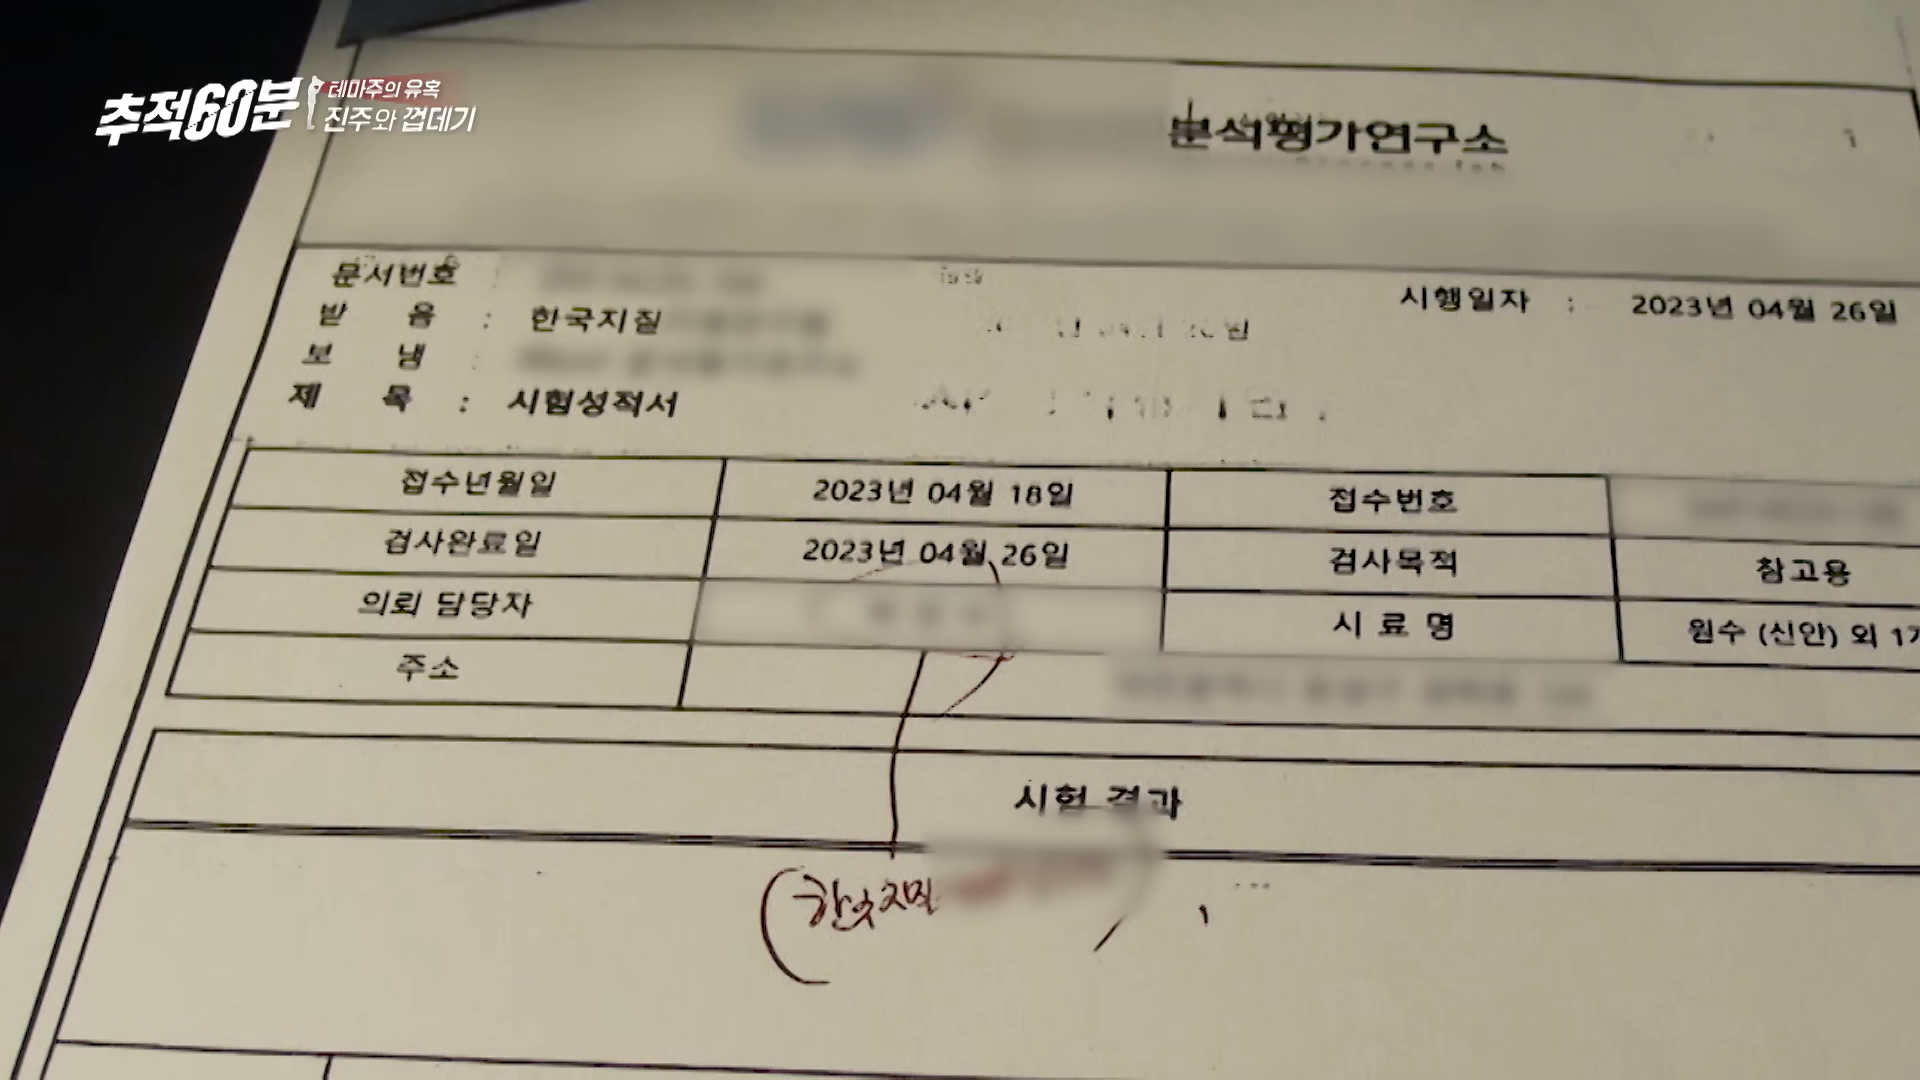 추적60분
테마주의 유혹
진주와 껍데기
분석평가연구소
문서번호 :
시행일자 : 2023년 04월 26일
받 음 : 한국지질
보 냄 :
제 목 : 시험성적서
접수년월일 2023년 04월 18일 접수번호
검사완료일 2023년 04월 26일 검사목적 참고용
의뢰 담당자 시 료 명 원수 (신안) 외 17
주소
시험 결과
(한국지질